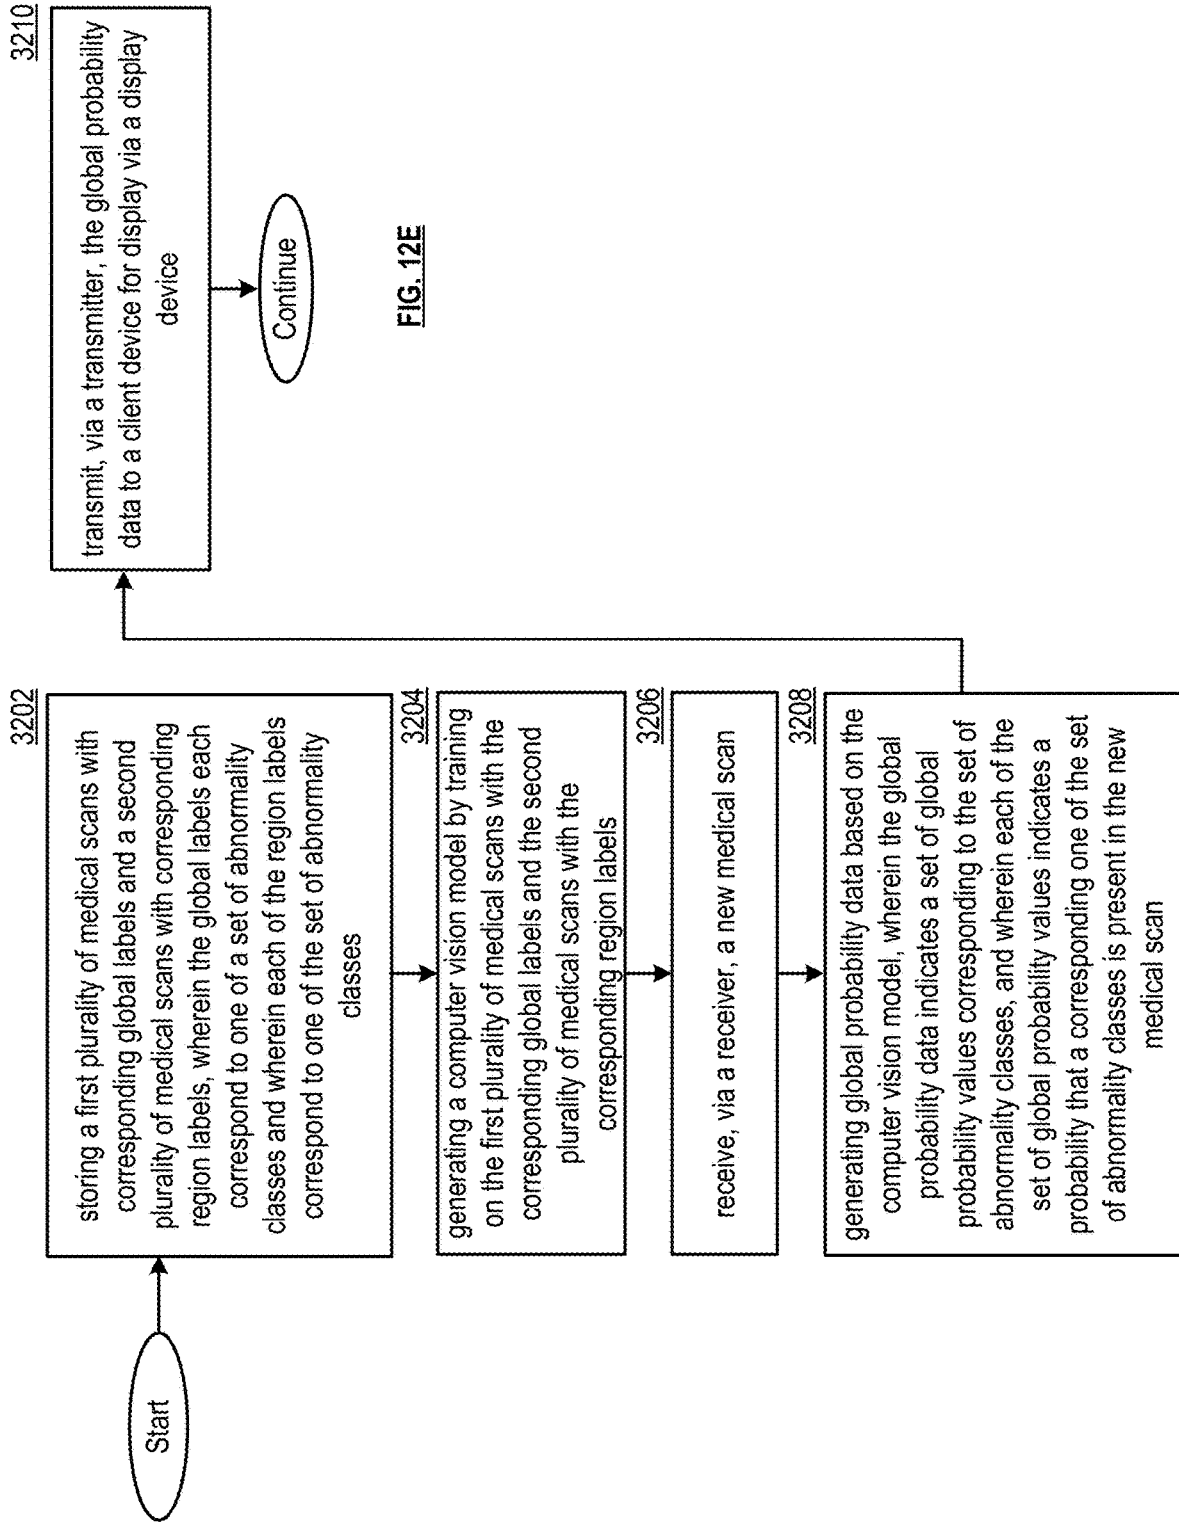 Start
3202
storing a first plurality of medical scans with
corresponding global labels and a second
plurality of medical scans with corresponding
region labels, wherein the global labels each
correspond to one of a set of abnormality
classes and wherein each of the region labels
correspond to one of the set of abnormality
classes
3204
generating a computer vision model by training
on the first plurality of medical scans with the
corresponding global labels and the second
plurality of medical scans with the
corresponding region labels
3206
receive, via a receiver, a new medical scan
3208
generating global probability data based on the
computer vision model, wherein the global
probability data indicates a set of global
probability values corresponding to the set of
abnormality classes, and wherein each of the
set of global probability values indicates a
probability that a corresponding one of the set
of abnormality classes is present in the new
medical scan
3210
transmit, via a transmitter, the global probability
data to a client device for display via a display
device
Continue
FIG. 12E